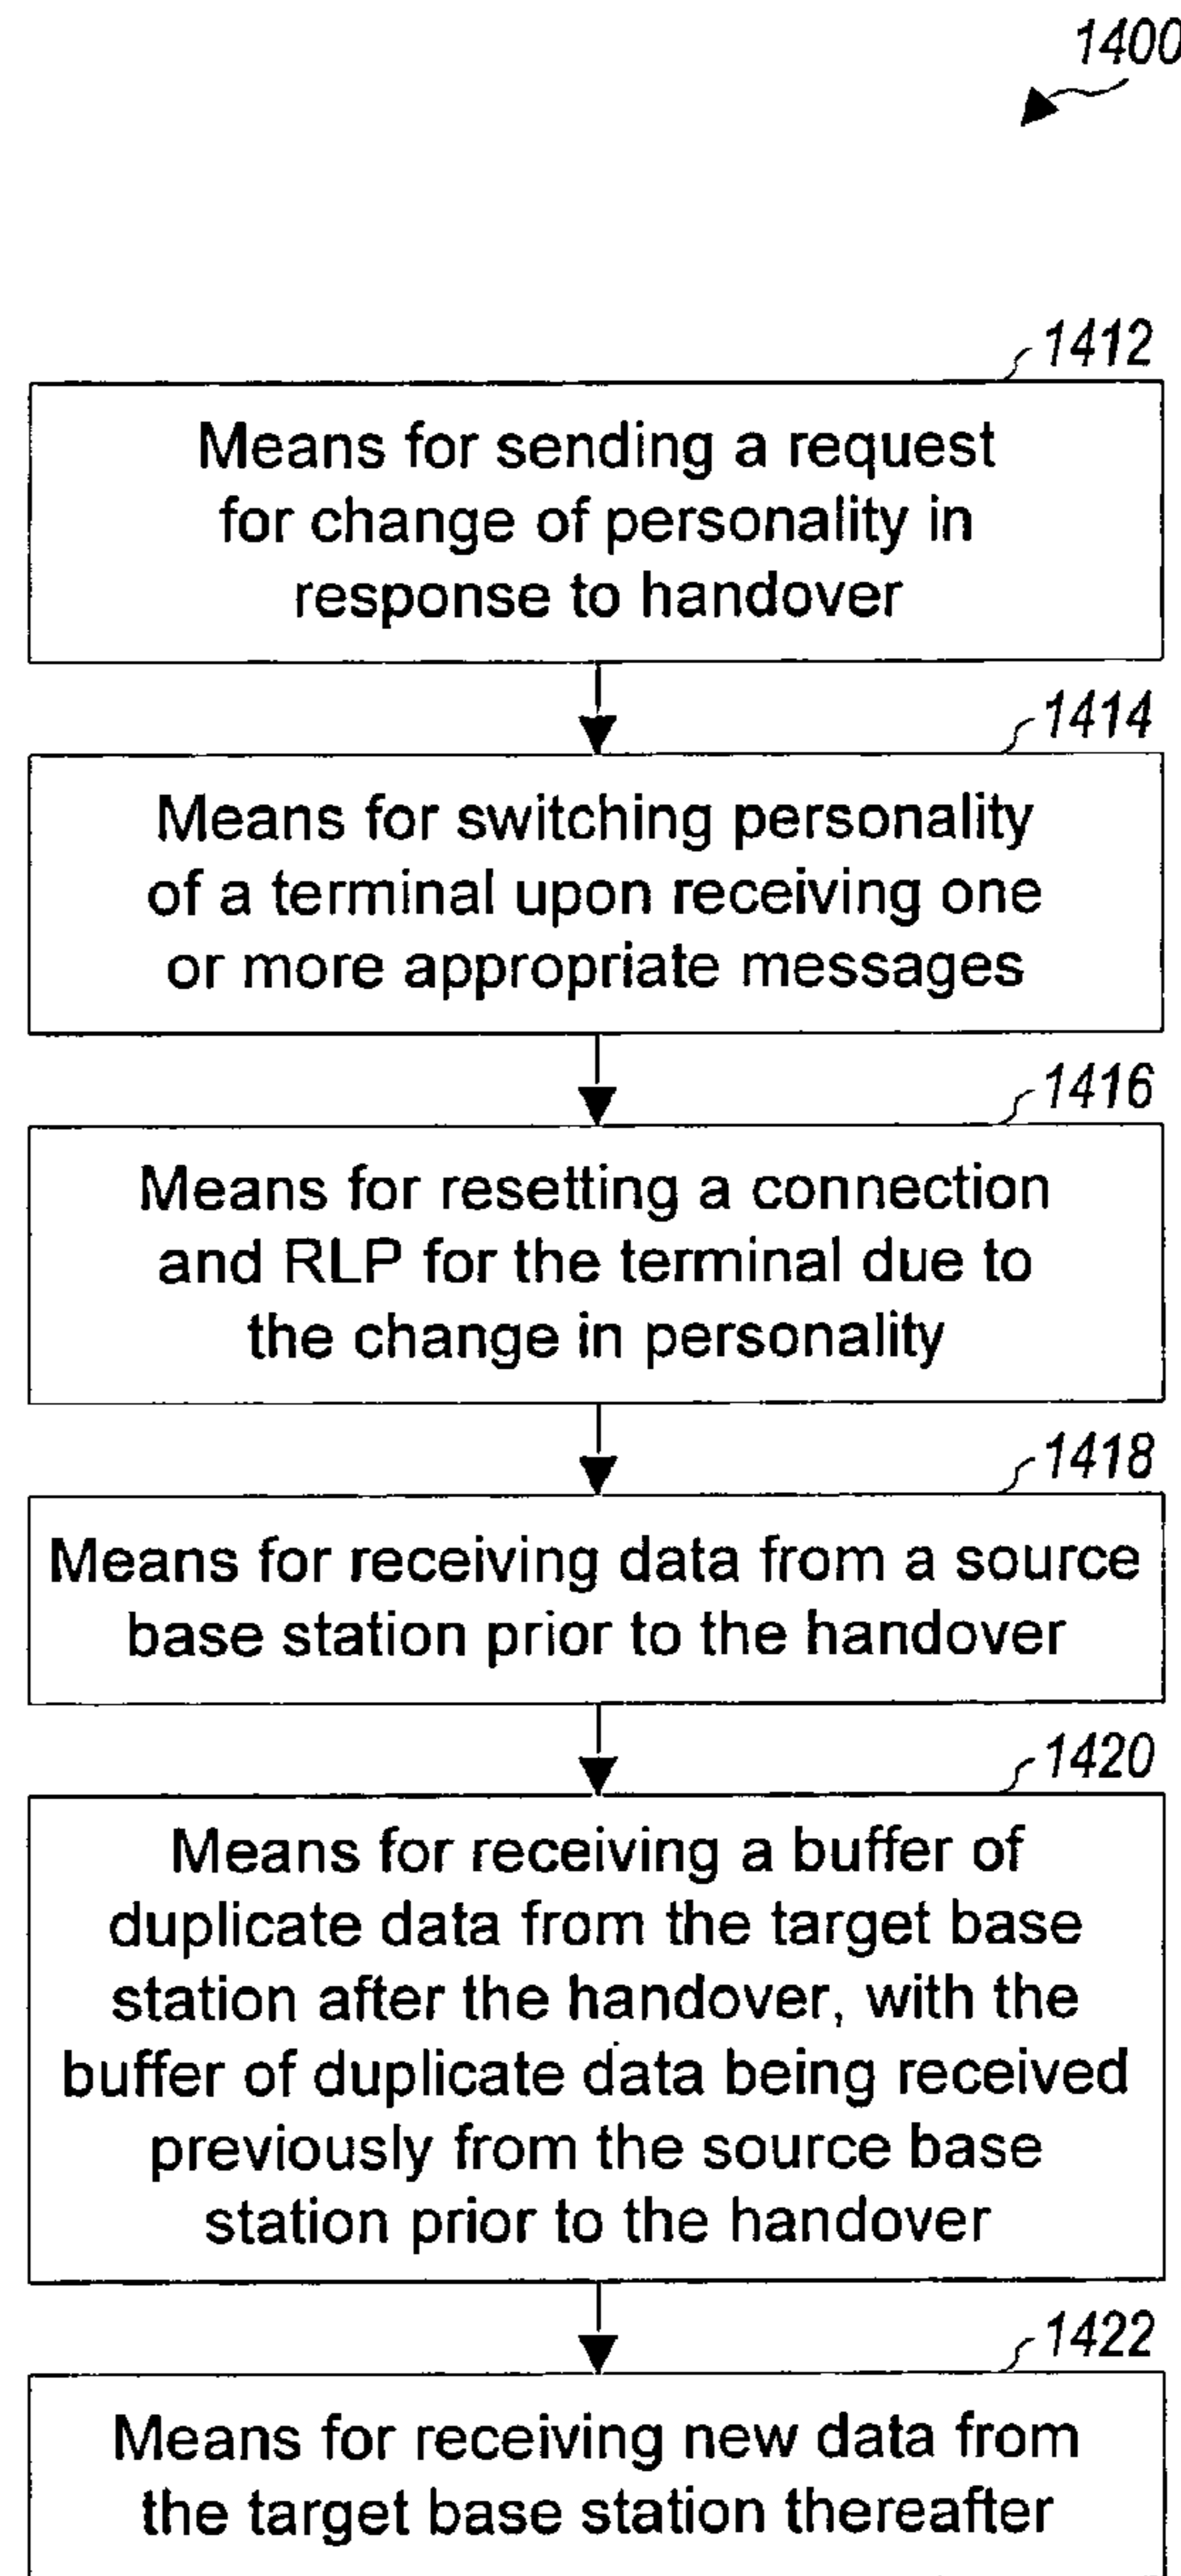 1400
1412
Means for sending a request
for change of personality in
response to handover
1414
Means for switching personality
of a terminal upon receiving one
or more appropriate messages
1416
Means for resetting a connection
and RLP for the terminal due to
the change in personality
1418
Means for receiving data from a source
base station prior to the handover
1420
Means for receiving a buffer of
duplicate data from the target base
station after the handover, with the
buffer of duplicate data being received
previously from the source base
station prior to the handover
1422
Means for receiving new data from
the target base station thereafter